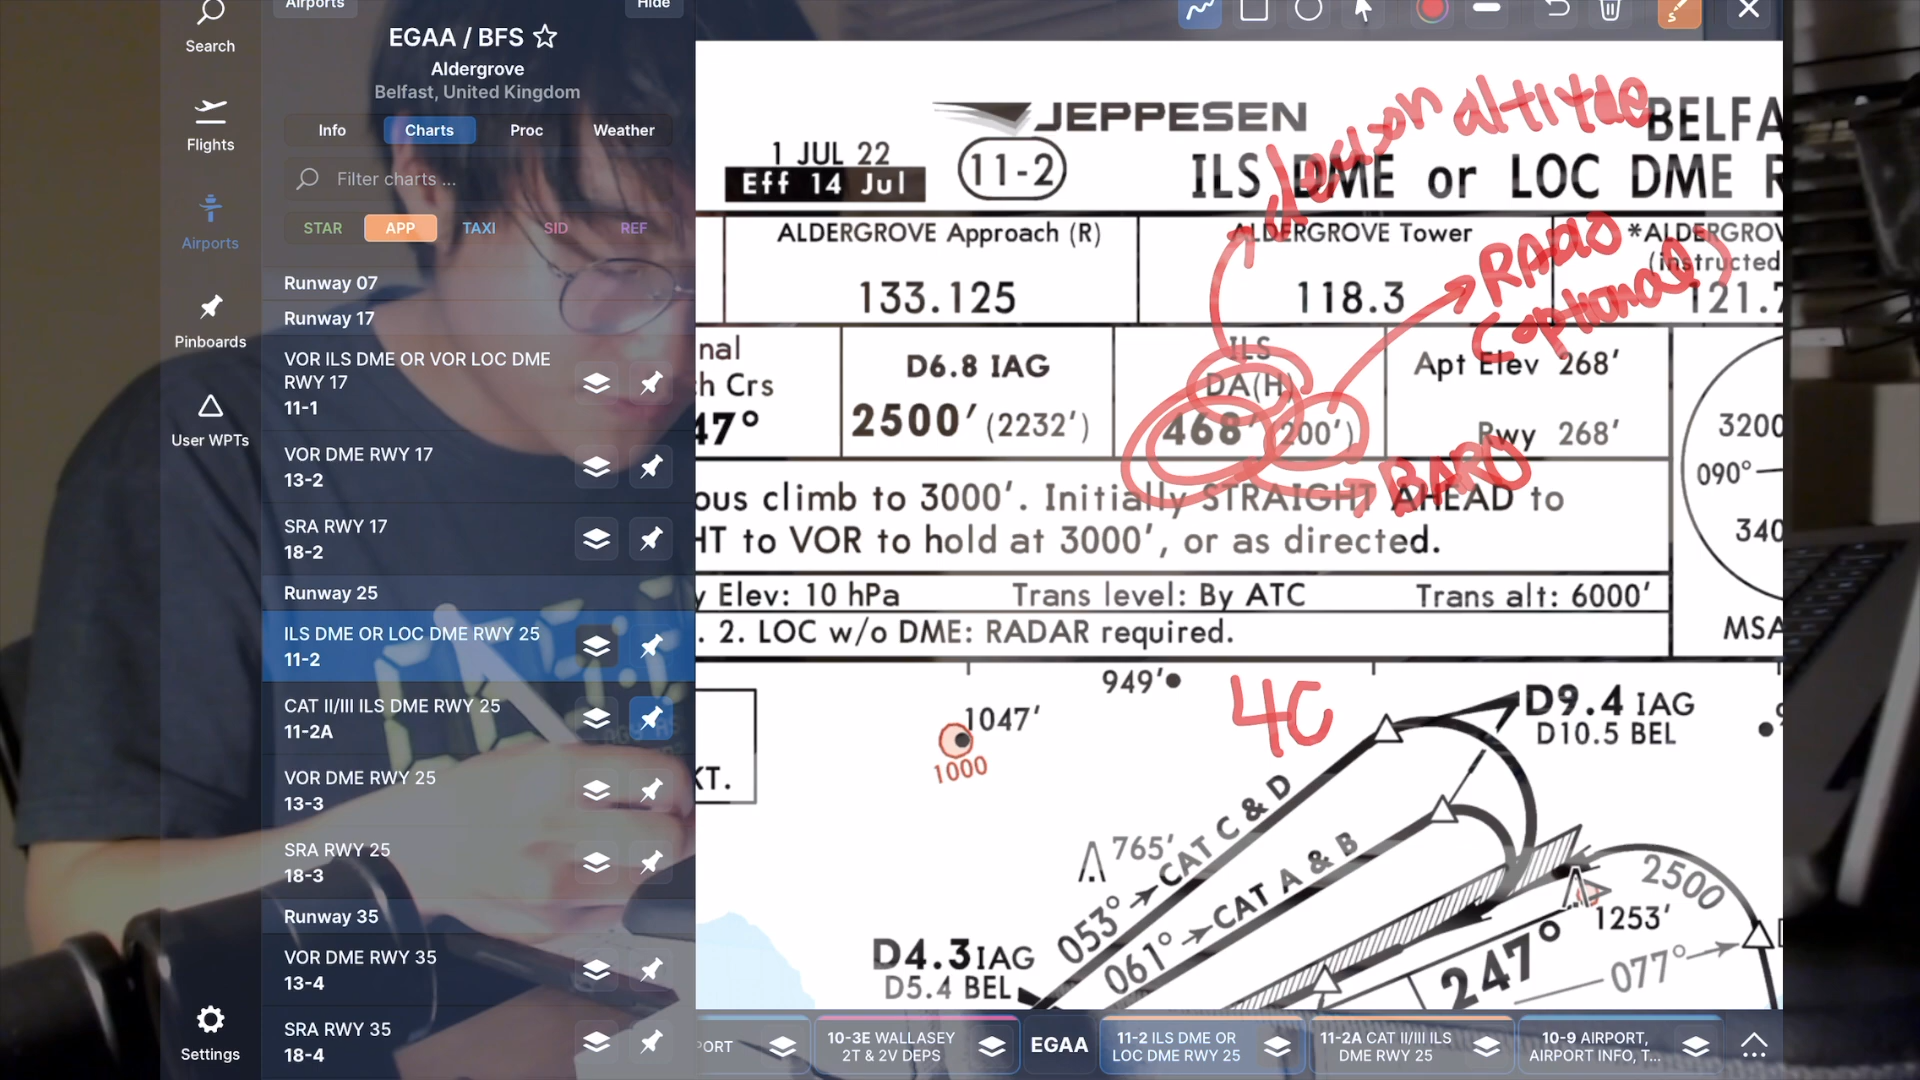 Airports
Hide
Search
EGAA / BFS
Aldergrove
Belfast, United Kingdom
Flights
Info
Charts
Proc
Weather
Filter charts ...
Airports
STAR
APP
TAXI
SID
REF
Runway 07
Runway 17
Pinboards
VOR ILS DME OR VOR LOC DME
RWY 17
11-1
User WPTs
VOR DME RWY 17
13-2
SRA RWY 17
18-2
Runway 25
ILS DME OR LOC DME RWY 25
11-2
CAT II/III ILS DME RWY 25
11-2A
VOR DME RWY 25
13-3
SRA RWY 25
18-3
Runway 35
VOR DME RWY 35
13-4
SRA RWY 35
18-4
Settings
JEPPESEN
BELFA
1 JUL 22
Eff 14 Jul
11-2
ILS DME or LOC DME R
altitde
ALDERGROVE Approach (R)
133.125
ALDERGROVE Tower
118.3
*ALDERGROV
(instructed
121.7
RADIO
(optional)
nal
h Crs
47°
D6.8 IAG
2500' (2232')
ILS
DA(H)
468' (200')
Apt Elev 268'
Rwy 268'
BARO
3200
090°
340
ous climb to 3000'. Initially STRAIGHT AHEAD to
HT to VOR to hold at 3000', or as directed.
y Elev: 10 hPa
Trans level: By ATC
Trans alt: 6000'
. 2. LOC w/o DME: RADAR required.
MSA
949'
1047'
1000
KT.
D9.4 IAG
D10.5 BEL
765'
053°
CAT C & D
061°
CAT A & B
2500
1253'
247°
077°
D4.3 IAG
D5.4 BEL
PORT
10-3E WALLASEY
2T & 2V DEPS
EGAA
11-2 ILS DME OR
LOC DME RWY 25
11-2A CAT II/III ILS
DME RWY 25
10-9 AIRPORT,
AIRPORT INFO, T...